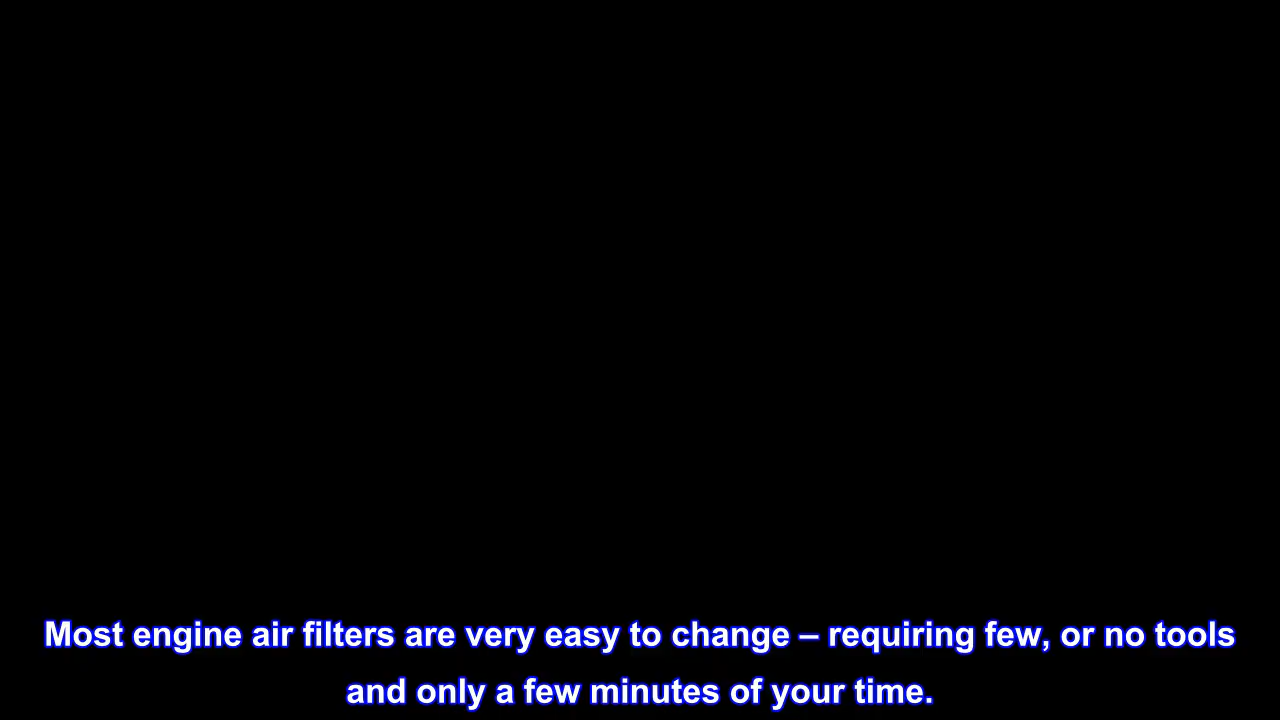 Most engine air filters are very easy to change – requiring few, or no tools
and only a few minutes of your time.